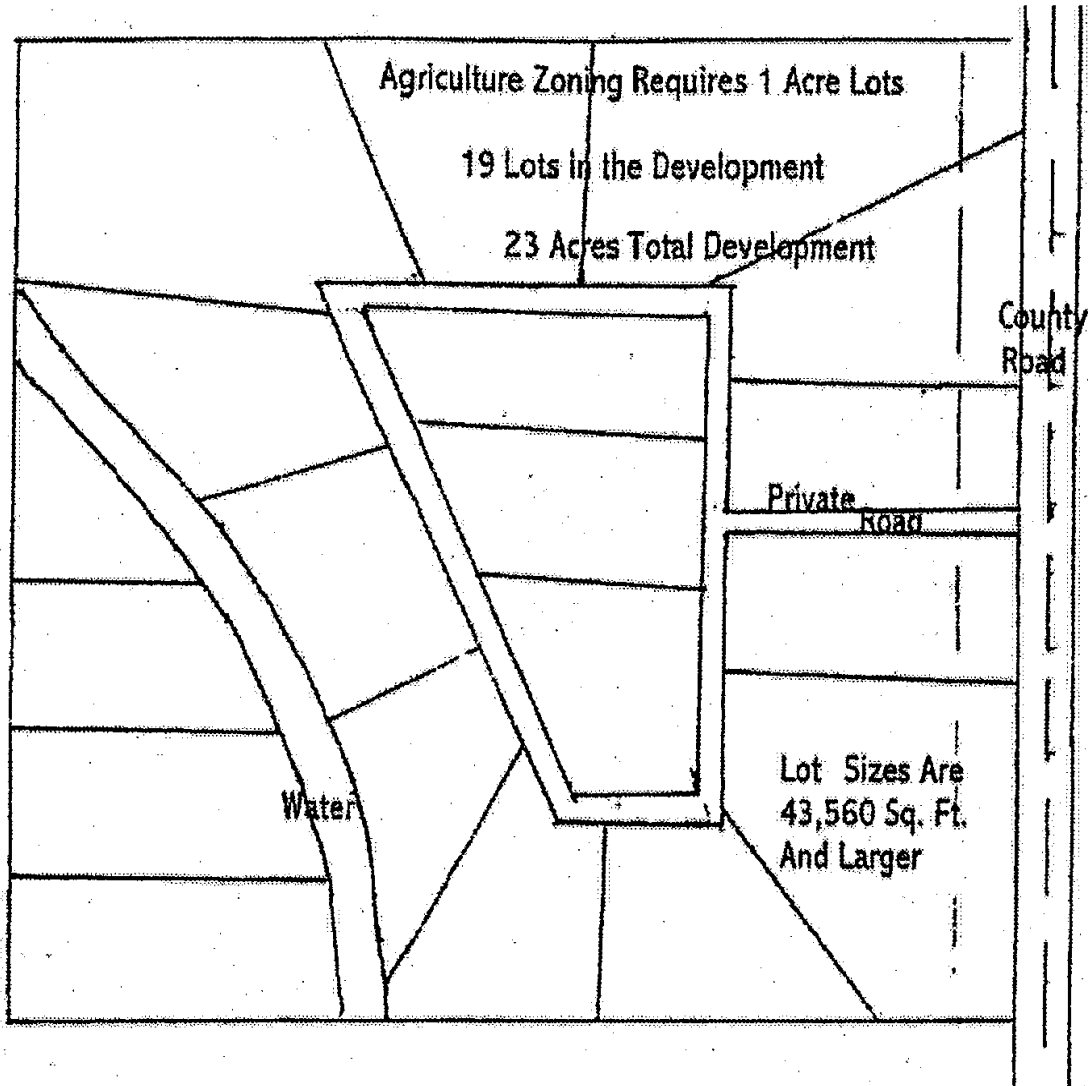 Agriculture Zoning Requires 1 Acre Lots
19 Lots in the Development
23 Acres Total Development
County
Road
Private
Road
Lot Sizes Are
43,560 Sq. Ft.
And Larger
Water